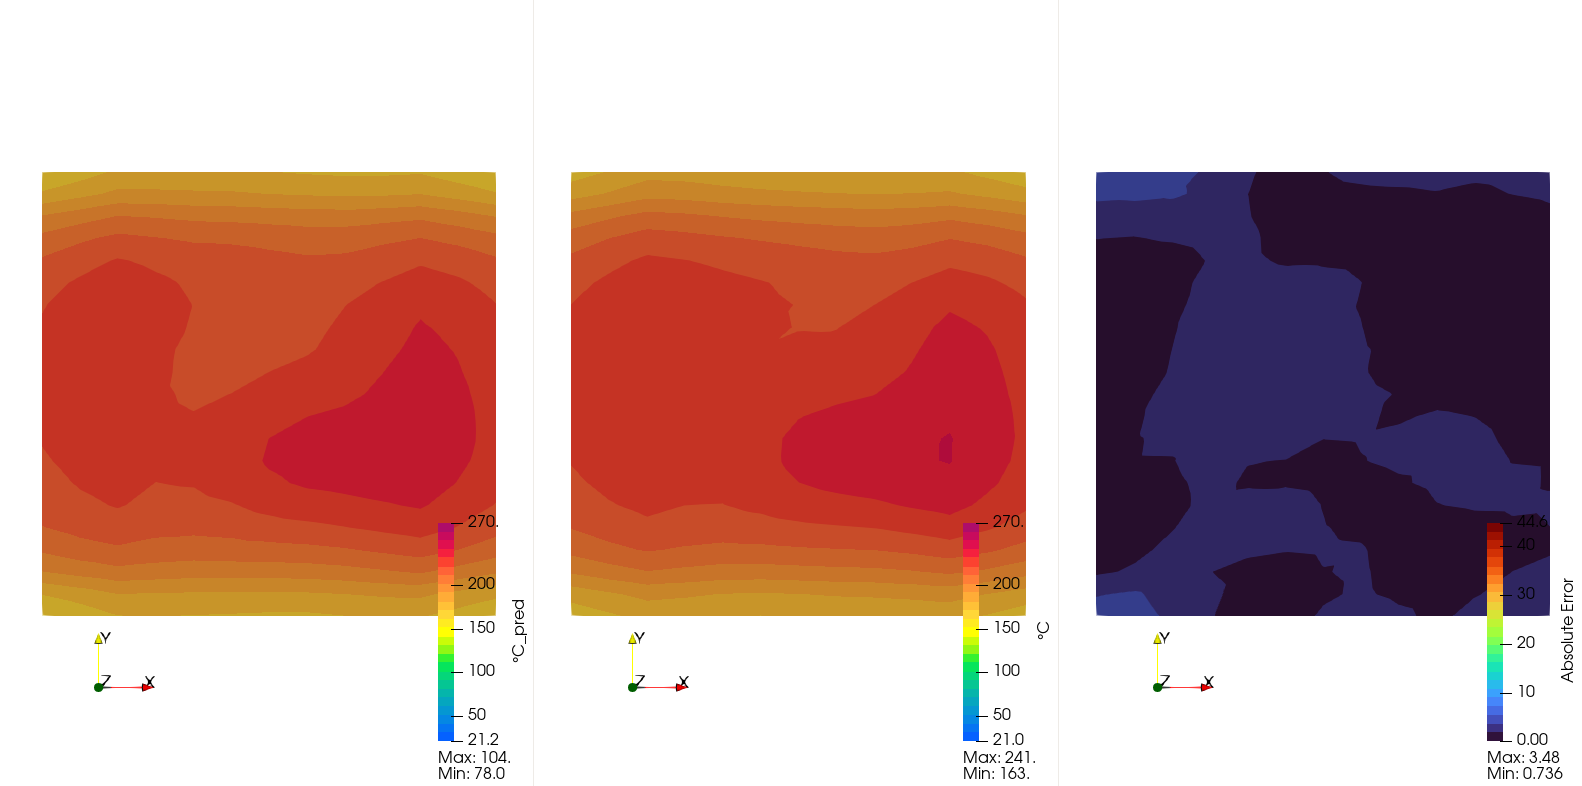 270.
200
150
100
50
21.2
°C_pred
Max: 104.
Min: 78.0
Y
Z
X
270.
200
150
100
50
21.0
°C
Max: 241.
Min: 163.
Y
Z
X
44.6
40
30
20
10
0.00
Absolute Error
Max: 3.48
Min: 0.736
Y
Z
X